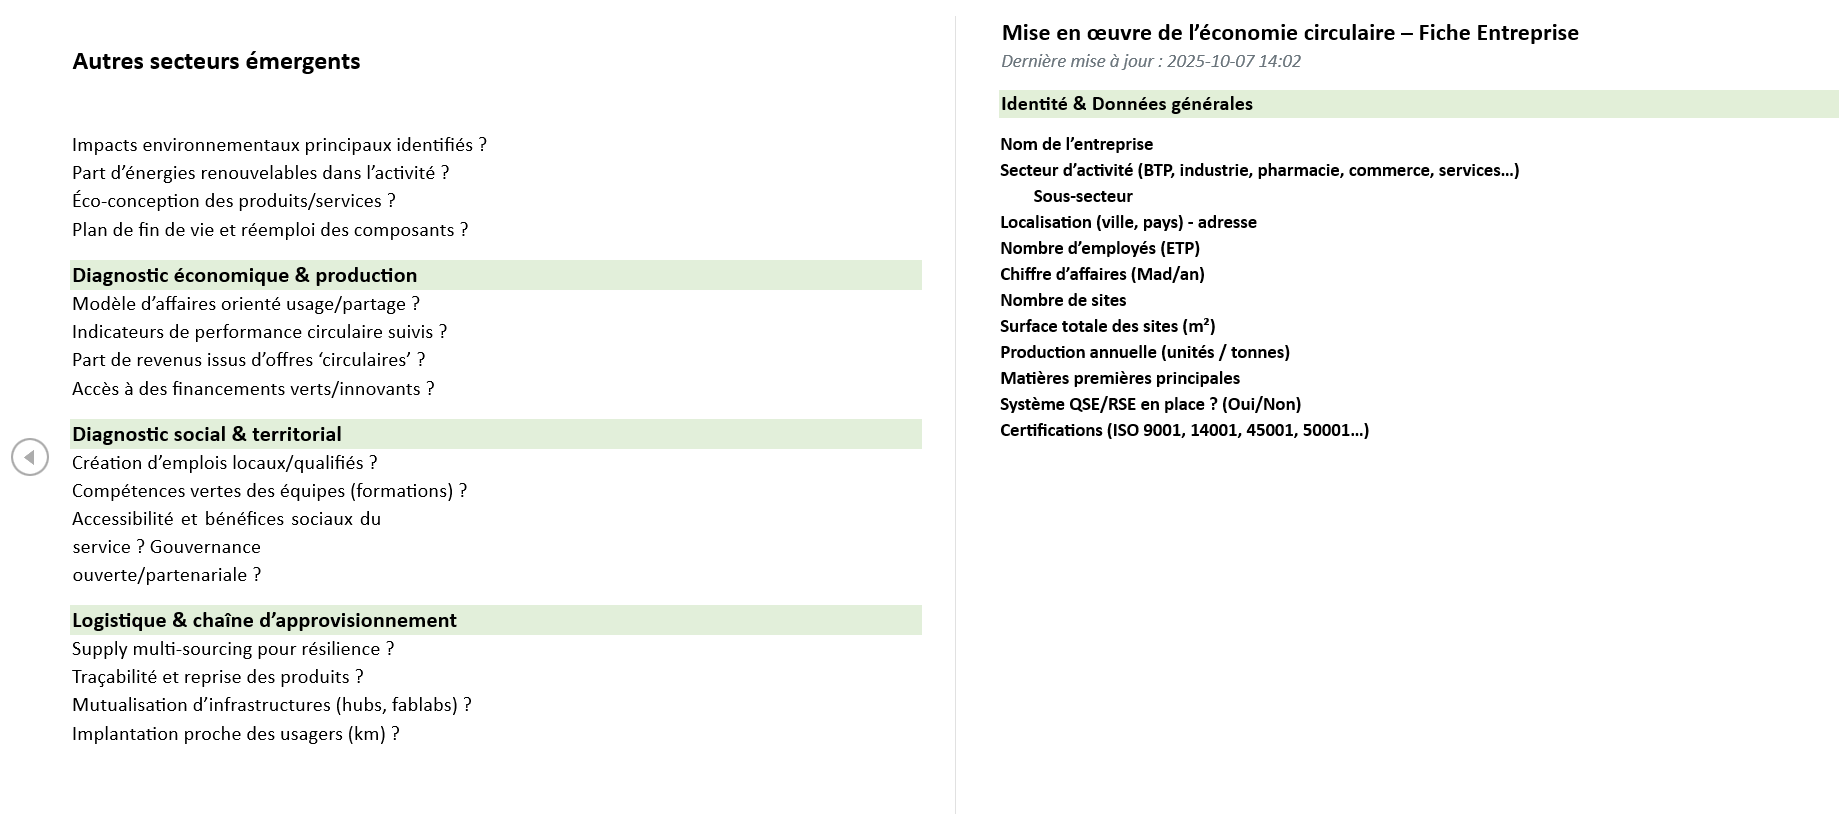 Autres secteurs émergents
Impacts environnementaux principaux identifiés ?
Part d’énergies renouvelables dans l’activité ?
Éco-conception des produits/services ?
Plan de fin de vie et réemploi des composants ?
Diagnostic économique & production
Modèle d’affaires orienté usage/partage ?
Indicateurs de performance circulaire suivis ?
Part de revenus issus d’offres ‘circulaires’ ?
Accès à des financements verts/innovants ?
Diagnostic social & territorial
Création d’emplois locaux/qualifiés ?
Compétences vertes des équipes (formations) ?
Accessibilité et bénéfices sociaux du
service ? Gouvernance
ouverte/partenariale ?
Logistique & chaîne d’approvisionnement
Supply multi-sourcing pour résilience ?
Traçabilité et reprise des produits ?
Mutualisation d’infrastructures (hubs, fablabs) ?
Implantation proche des usagers (km) ?
Mise en œuvre de l’économie circulaire – Fiche Entreprise
Dernière mise à jour : 2025-10-07 14:02
Identité & Données générales
Nom de l’entreprise
Secteur d’activité (BTP, industrie, pharmacie, commerce, services…)
Sous-secteur
Localisation (ville, pays) - adresse
Nombre d’employés (ETP)
Chiffre d’affaires (Mad/an)
Nombre de sites
Surface totale des sites (m²)
Production annuelle (unités / tonnes)
Matières premières principales
Système QSE/RSE en place ? (Oui/Non)
Certifications (ISO 9001, 14001, 45001, 50001…)